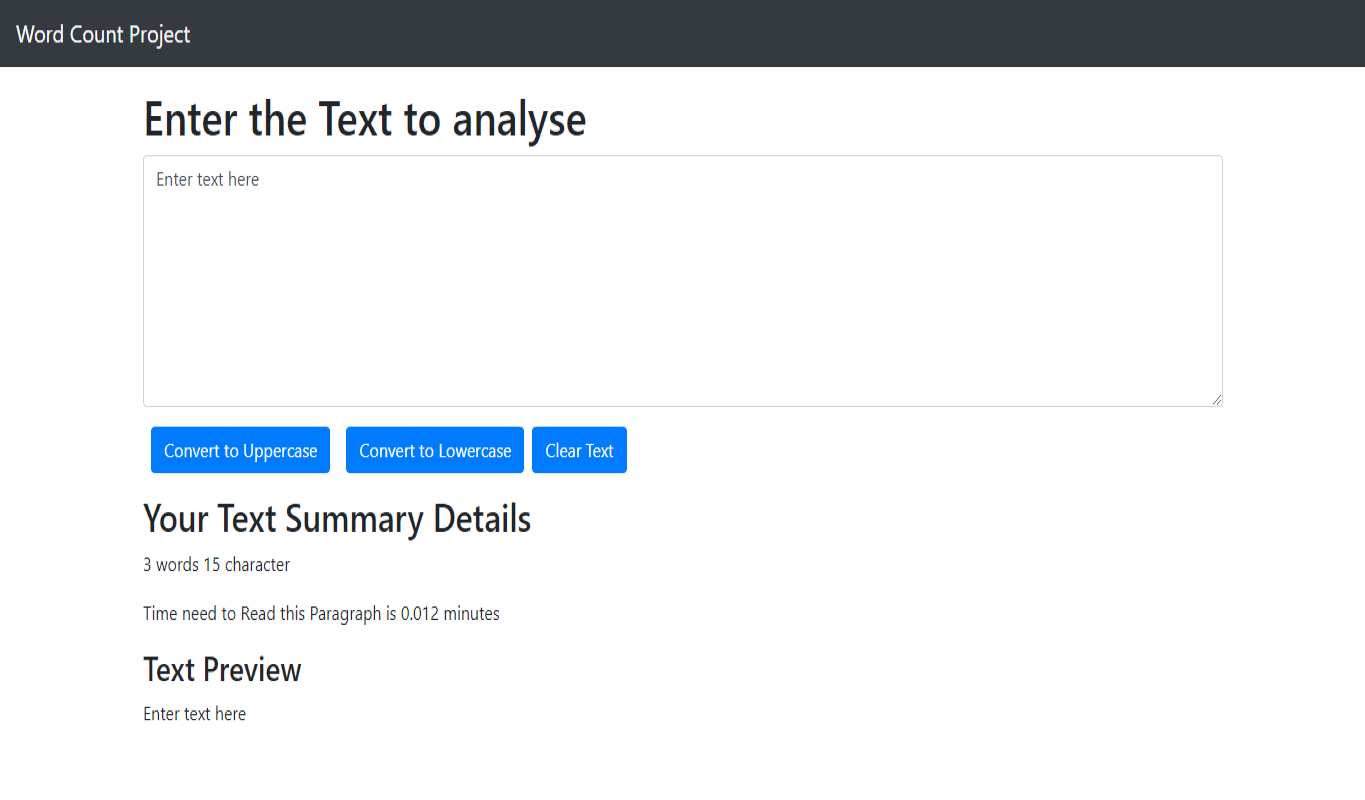 Word Count Project
Enter the Text to analyse
Enter text here
Convert to Uppercase Convert to Lowercase Clear Text
Your Text Summary Details
3 words 15 character
Time need to Read this Paragraph is 0.012 minutes
Text Preview
Enter text here